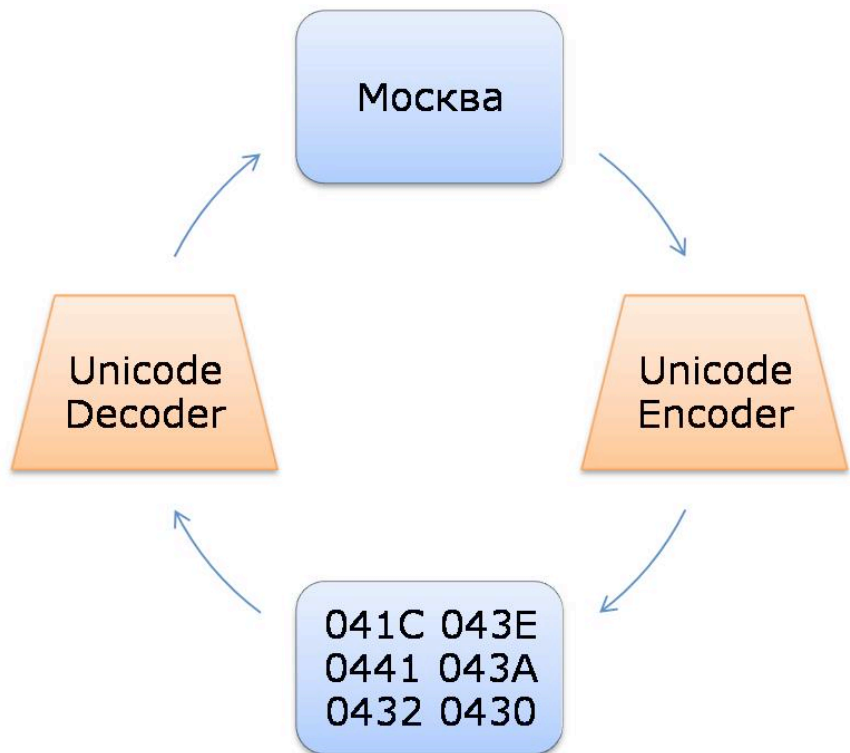 Москва
Unicode
Decoder
Unicode
Encoder
041C 043E
0441 043A
0432 0430